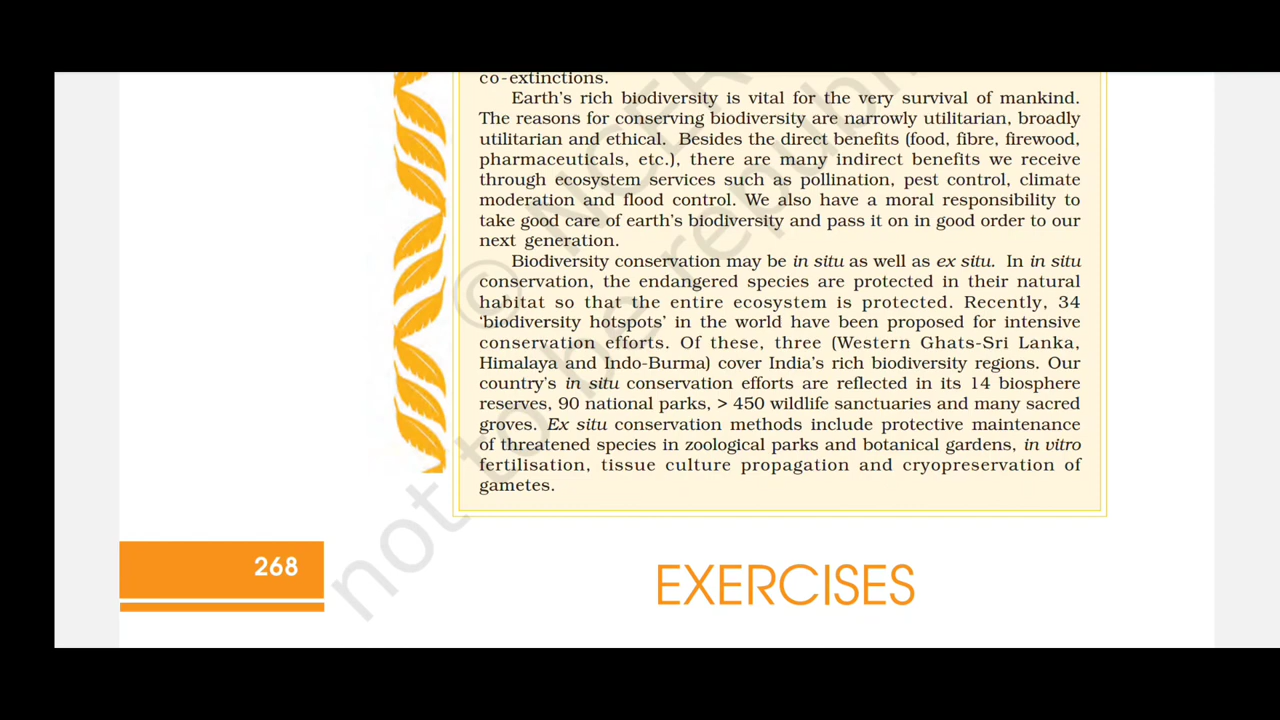 co-extinctions.
Earth's rich biodiversity is vital for the very survival of mankind.
The reasons for conserving biodiversity are narrowly utilitarian, broadly
utilitarian and ethical. Besides the direct benefits (food, fibre, firewood,
pharmaceuticals, etc.), there are many indirect benefits we receive
through ecosystem services such as pollination, pest control, climate
moderation and flood control. We also have a moral responsibility to
take good care of earth's biodiversity and pass it on in good order to our
next generation.
Biodiversity conservation may be in situ as well as ex situ. In in situ
conservation, the endangered species are protected in their natural
habitat so that the entire ecosystem is protected. Recently, 34
‘biodiversity hotspots’ in the world have been proposed for intensive
conservation efforts. Of these, three (Western Ghats-Sri Lanka,
Himalaya and Indo-Burma) cover India's rich biodiversity regions. Our
country's in situ conservation efforts are reflected in its 14 biosphere
reserves, 90 national parks, > 450 wildlife sanctuaries and many sacred
groves. Ex situ conservation methods include protective maintenance
of threatened species in zoological parks and botanical gardens, in vitro
fertilisation, tissue culture propagation and cryopreservation of
gametes.
268
EXERCISES
© NCER
not to be republi